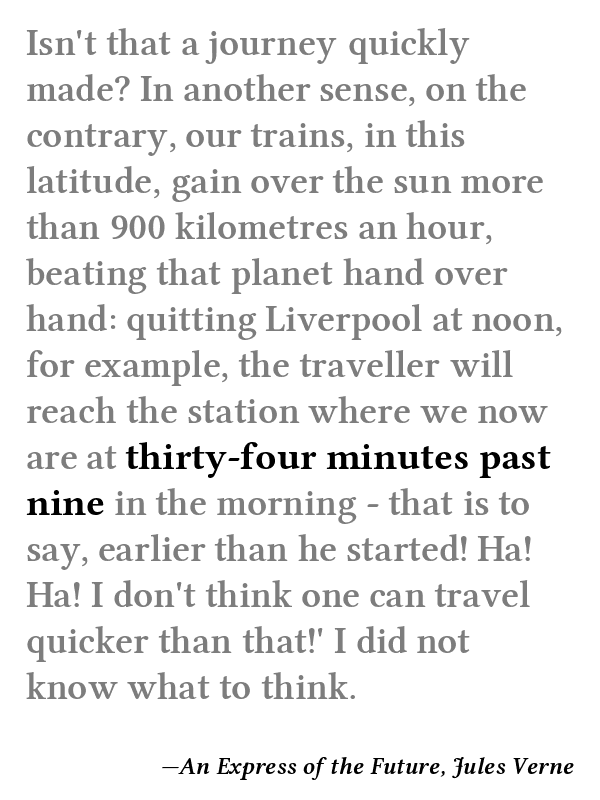 Isn't that a journey quickly
made? In another sense, on the
contrary, our trains, in this
latitude, gain over the sun more
than 900 kilometres an hour,
beating that planet hand over
hand: quitting Liverpool at noon,
for example, the traveller will
reach the station where we now
are at thirty-four minutes past
nine in the morning - that is to
say, earlier than he started! Ha!
Ha! I don't think one can travel
quicker than that!' I did not
know what to think.
—An Express of the Future, Jules Verne